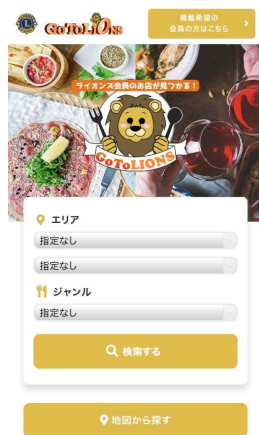 GoToLIONS
掲載希望の
会員の方はこちら
ライオンズ会員のお店が見つかる！
GoToLIONS
エリア
指定なし
指定なし
ジャンル
指定なし
検索する
地図から探す